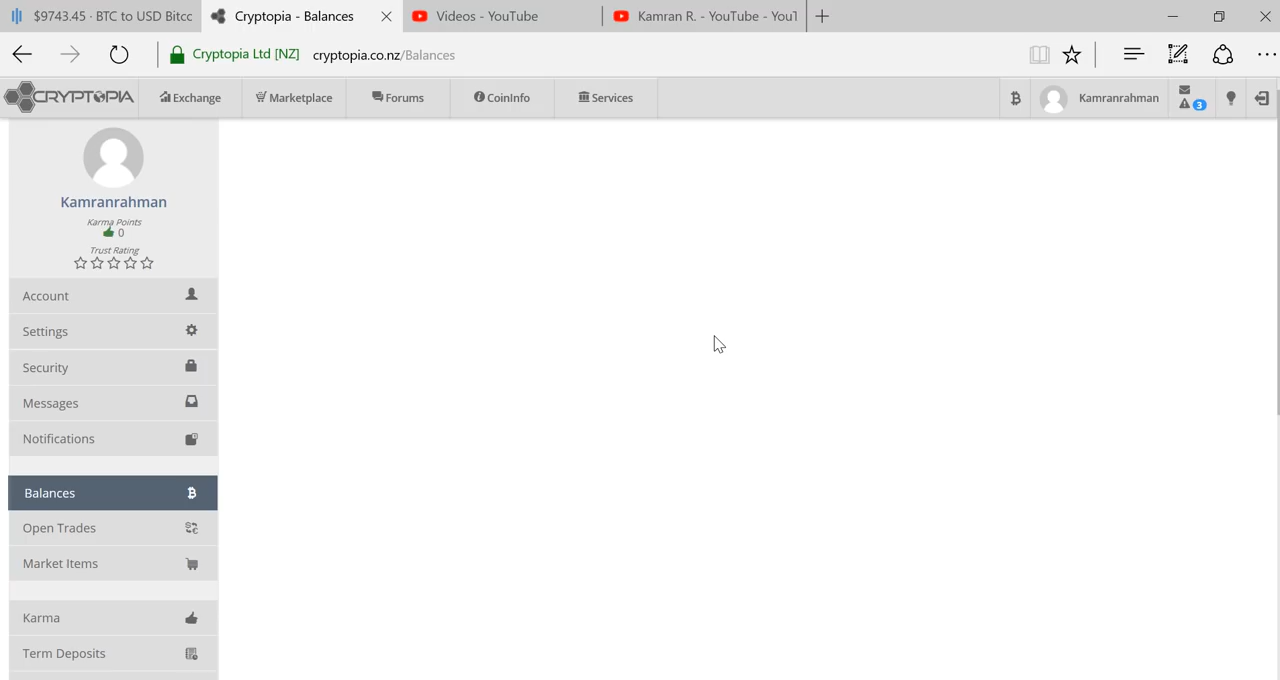 $9743.45 · BTC to USD Bitcc
Cryptopia - Balances
Videos - YouTube
Kamran R. - YouTube - YouT
Cryptopia Ltd [NZ]
cryptopia.co.nz/Balances
CRYPTOPIA
Exchange
Marketplace
Forums
CoinInfo
Services
Kamranrahman
3
Kamranrahman
Karma Points
0
Trust Rating
Account
Settings
Security
Messages
Notifications
Balances
Open Trades
Market Items
Karma
Term Deposits